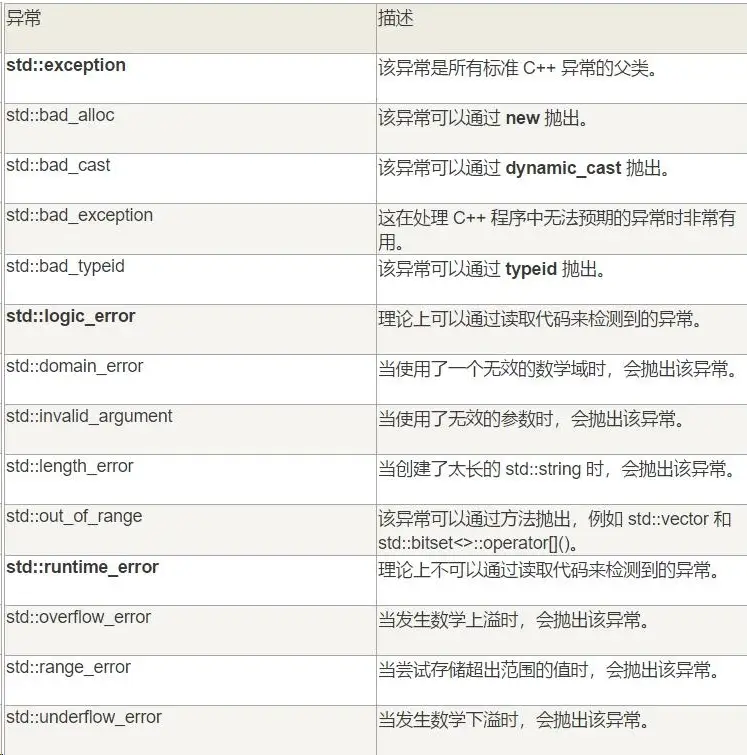 异常
描述
std::exception
该异常是所有标准 C++ 异常的父类。
std::bad_alloc
该异常可以通过 new 抛出。
std::bad_cast
该异常可以通过 dynamic_cast 抛出。
std::bad_exception
这在处理 C++ 程序中无法预期的异常时非常有
用。
std::bad_typeid
该异常可以通过 typeid 抛出。
std::logic_error
理论上可以通过读取代码来检测到的异常。
std::domain_error
当使用了一个无效的数学域时，会抛出该异常。
std::invalid_argument
当使用了无效的参数时，会抛出该异常。
std::length_error
当创建了太长的 std::string 时，会抛出该异常。
std::out_of_range
该异常可以通过方法抛出，例如 std::vector 和
std::bitset<>::operator[]()。
std::runtime_error
理论上不可以通过读取代码来检测到的异常。
std::overflow_error
当发生数学上溢时，会抛出该异常。
std::range_error
当尝试存储超出范围的值时，会抛出该异常。
std::underflow_error
当发生数学下溢时，会抛出该异常。